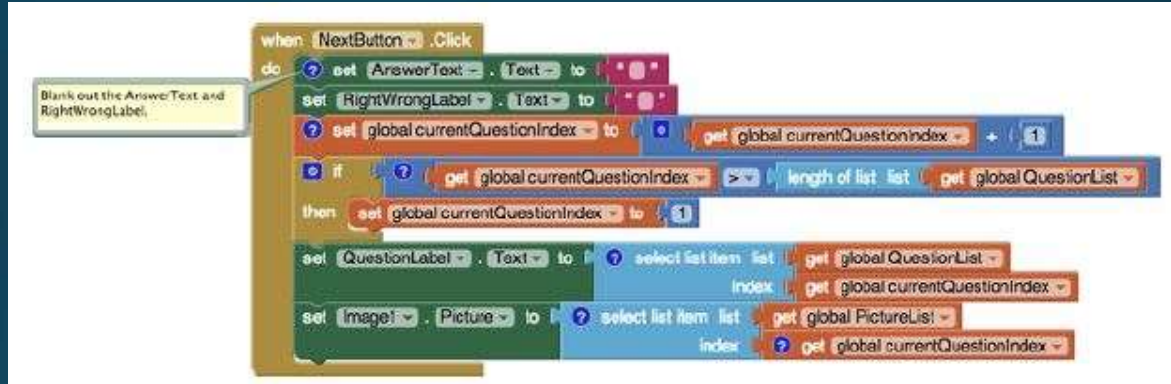 when NextButton .Click
do ? set AnswerText . Text to " "
Blank out the AnswerText and
RightWrongLabel.
set RightWrongLabel . Text to " "
? set global currentQuestionIndex to get global currentQuestionIndex + 1
if ? get global currentQuestionIndex > length of list list get global QuestionList
then set global currentQuestionIndex to 1
set QuestionLabel . Text to ? select list item list get global QuestionList
index get global currentQuestionIndex
set Image1 . Picture to ? select list item list get global PictureList
index ? get global currentQuestionIndex